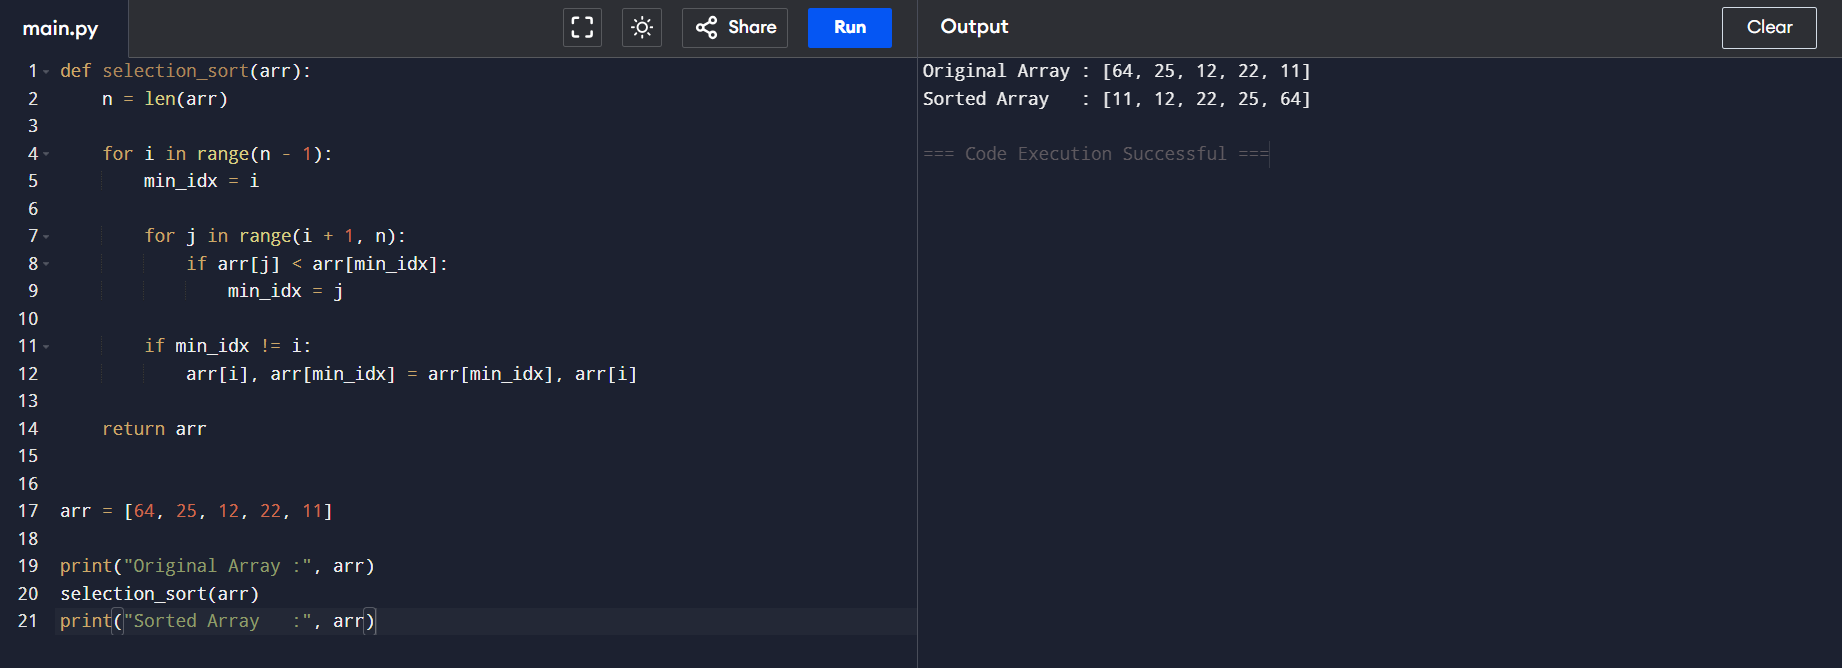 main.py
Share
Run
Output
Clear
1 def selection_sort(arr):
2     n = len(arr)
3
4     for i in range(n - 1):
5         min_idx = i
6
7         for j in range(i + 1, n):
8             if arr[j] < arr[min_idx]:
9                 min_idx = j
10
11         if min_idx != i:
12             arr[i], arr[min_idx] = arr[min_idx], arr[i]
13
14     return arr
15
16
17 arr = [64, 25, 12, 22, 11]
18
19 print("Original Array :", arr)
20 selection_sort(arr)
21 print("Sorted Array   :", arr)
Original Array : [64, 25, 12, 22, 11]
Sorted Array   : [11, 12, 22, 25, 64]
=== Code Execution Successful ===